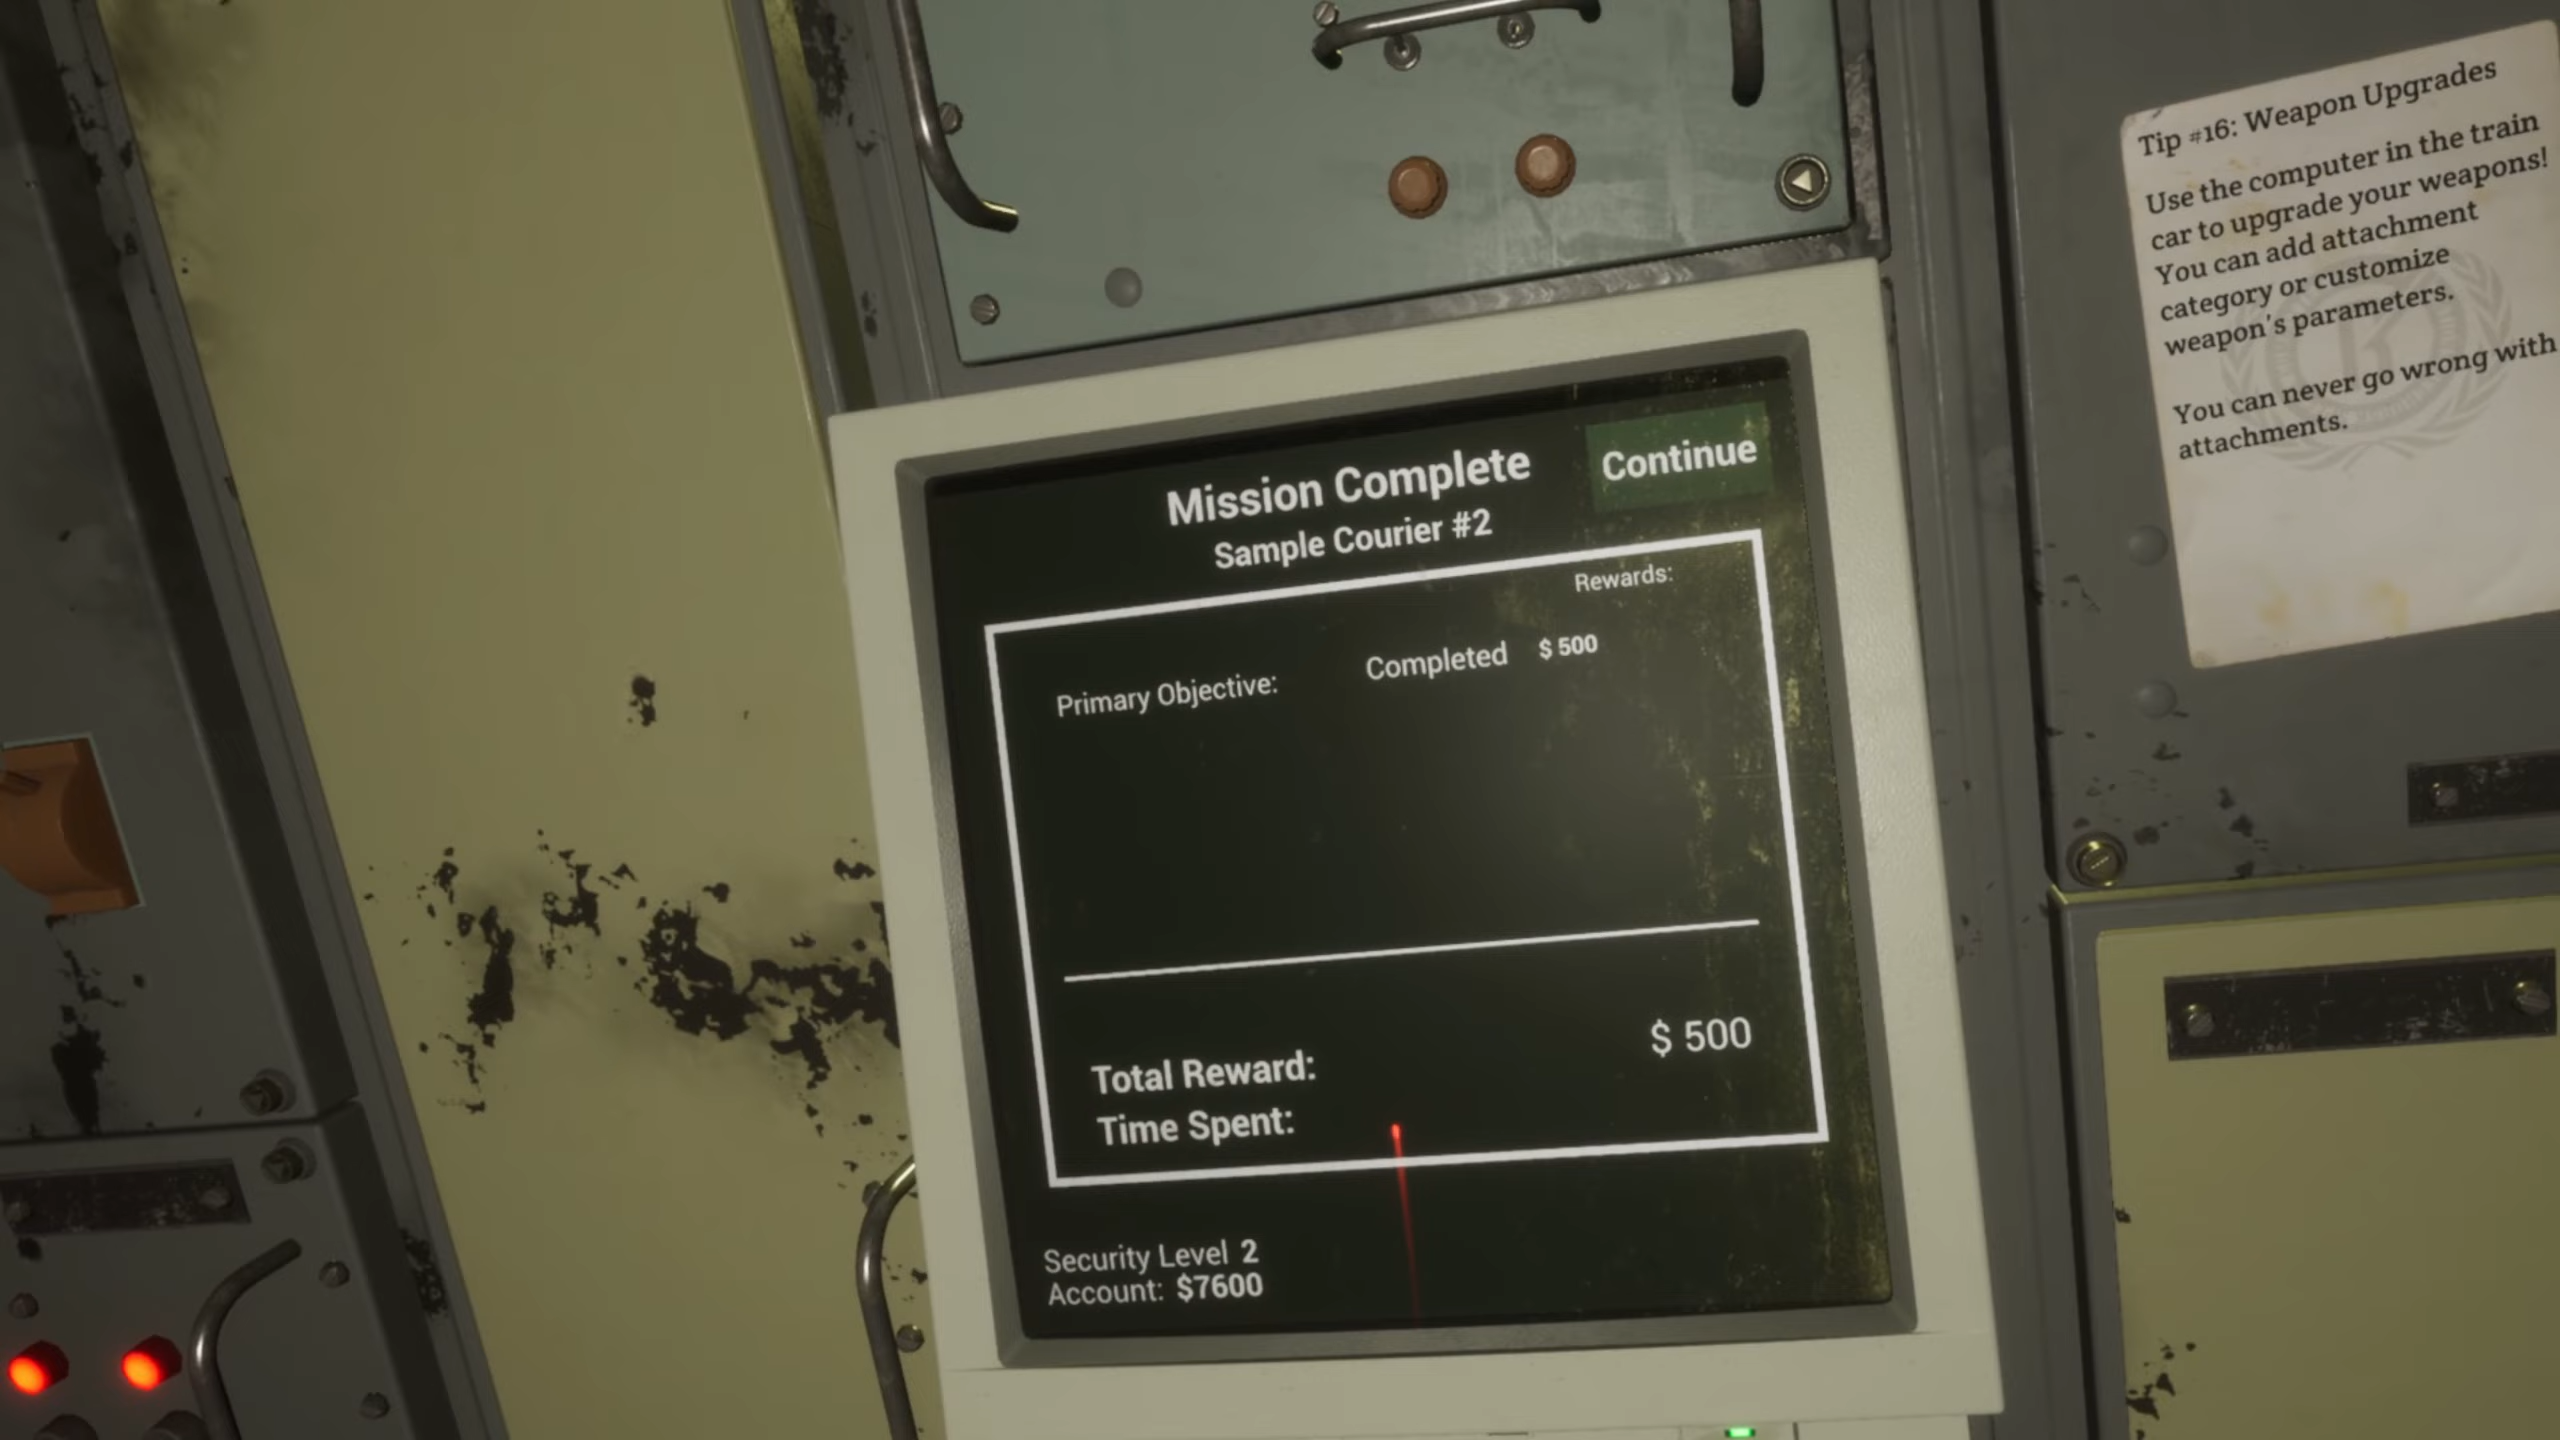 Tip #16: Weapon Upgrades
Use the computer in the train
car to upgrade your weapons!
You can add attachment
category or customize
weapon's parameters.
You can never go wrong with
attachments.
Mission Complete
Continue
Sample Courier #2
Rewards:
Primary Objective: Completed $ 500
Total Reward: $ 500
Time Spent:
Security Level 2
Account: $7600